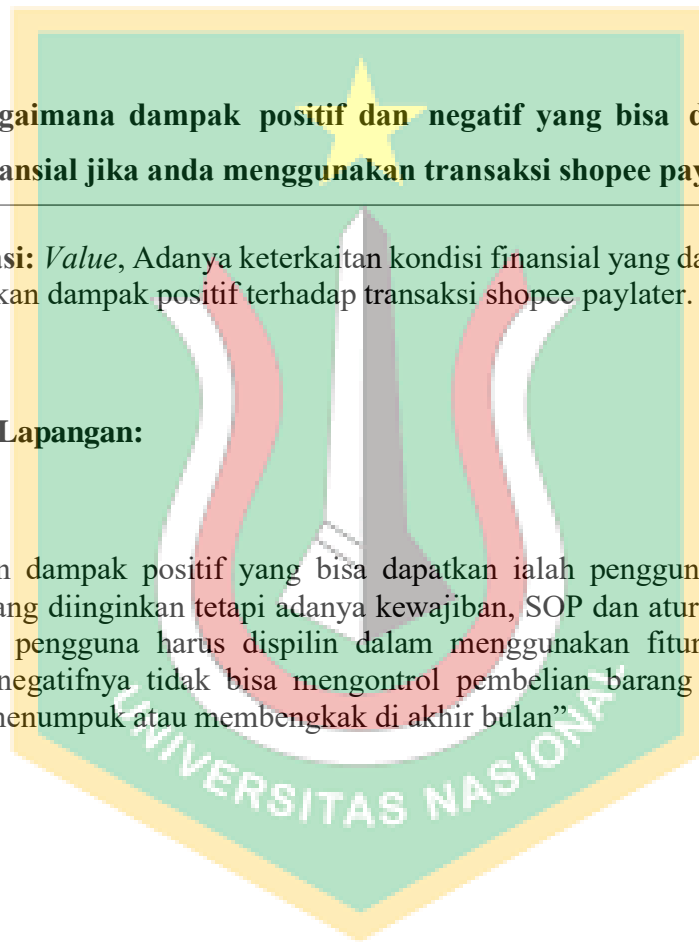 gaimana dampak positif dan negatif yang bisa d
ansial jika anda menggunakan transaksi shopee pay
asi: Value, Adanya keterkaitan kondisi finansial yang da
kan dampak positif terhadap transaksi shopee paylater.
Lapangan:
n dampak positif yang bisa dapatkan ialah penggun
ang diinginkan tetapi adanya kewajiban, SOP dan atur
pengguna harus dispilin dalam menggunakan fitur
negatifnya tidak bisa mengontrol pembelian barang
menumpuk atau membengkak di akhir bulan”
UNIVERSITAS NASIONAL